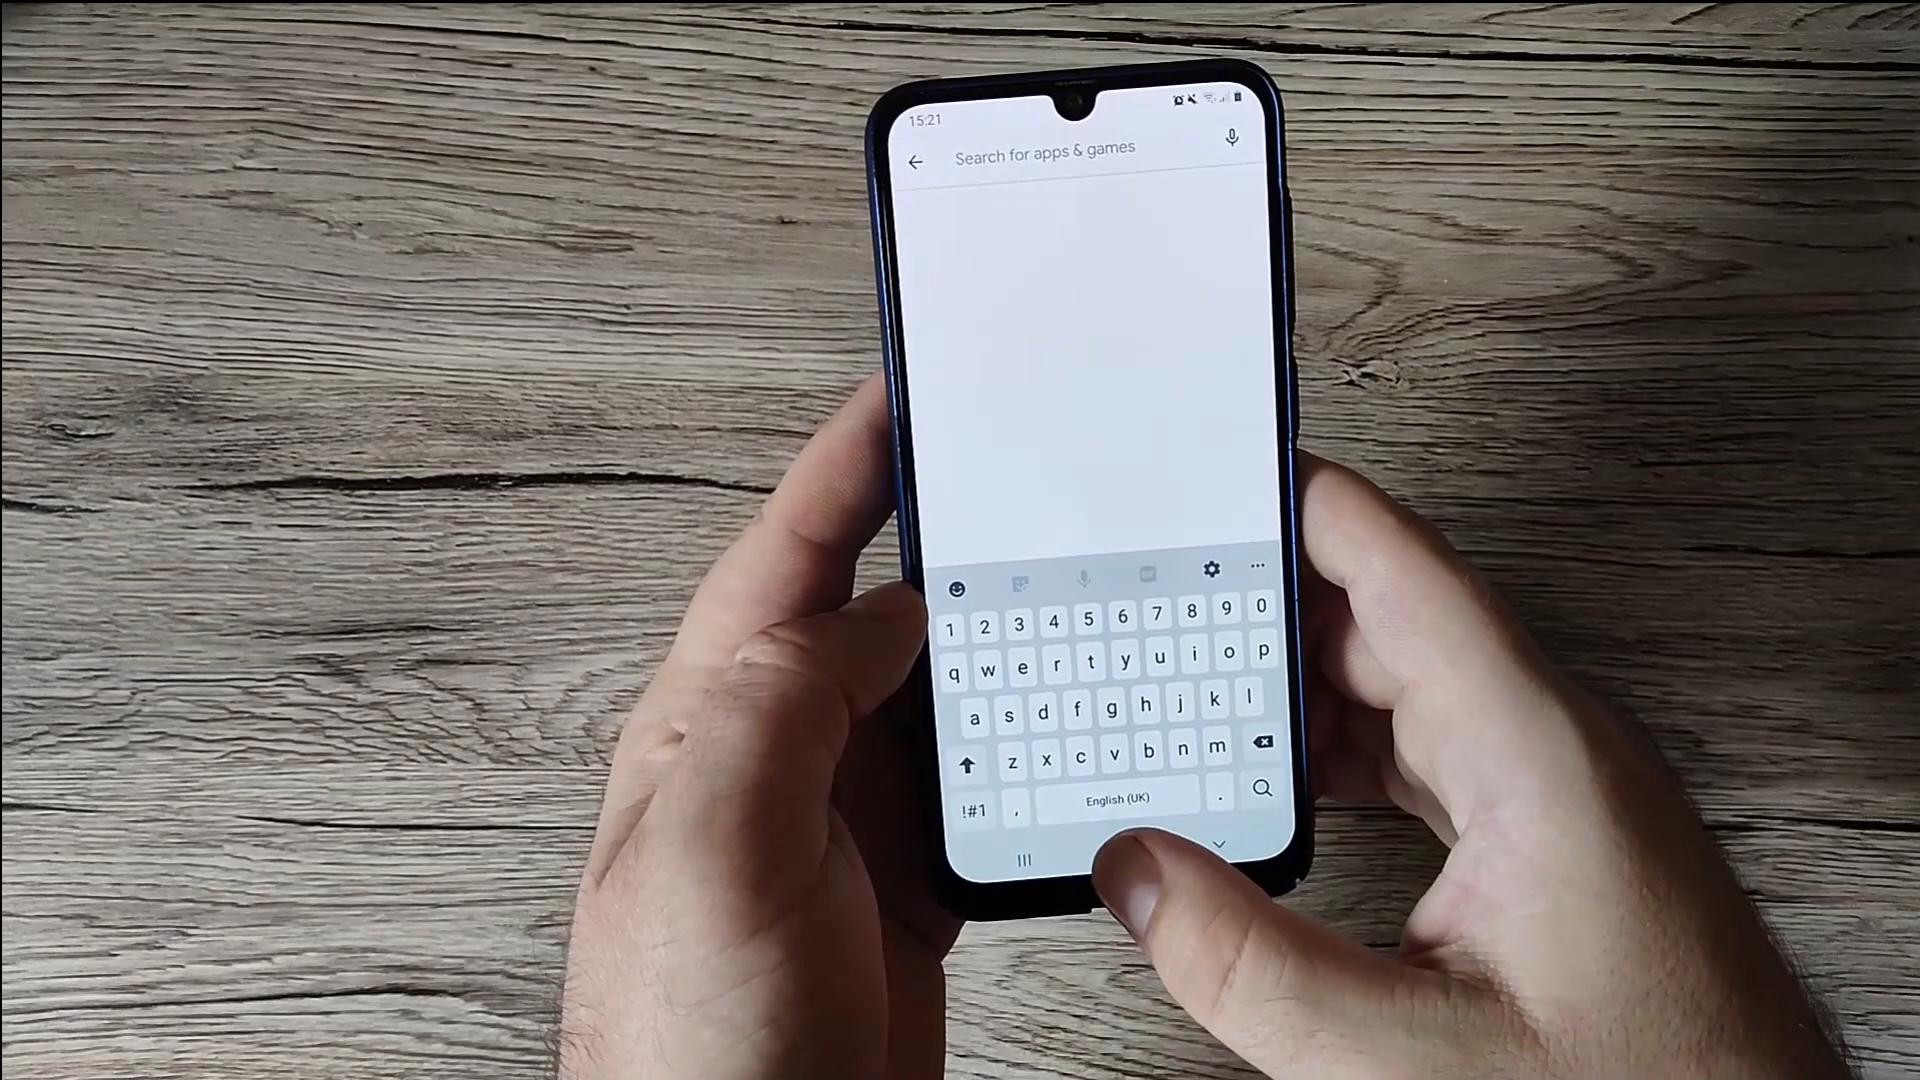 15:21
Search for apps & games
1 2 3 4 5 6 7 8 9 0
q w e r t y u i o p
a s d f g h j k l
z x c v b n m
!#1 , English (UK) .